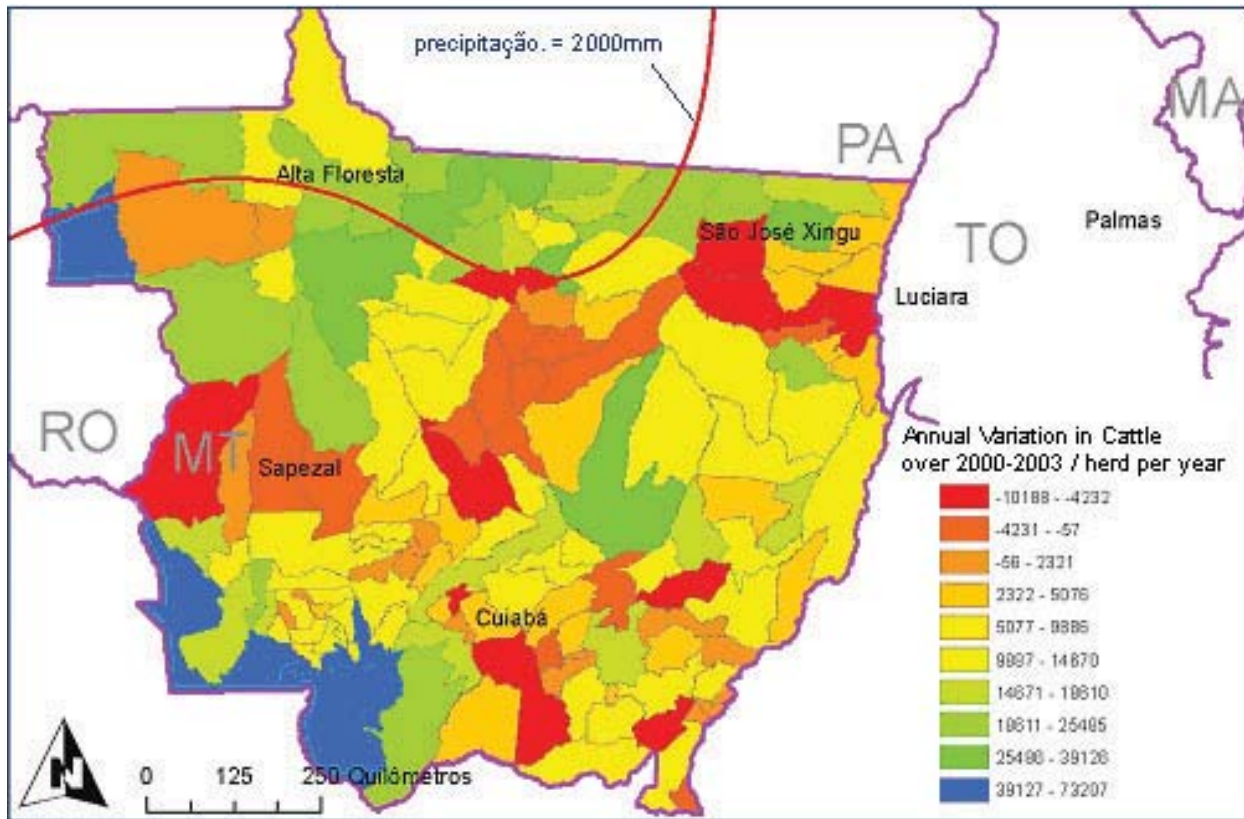 precipitação. = 2000mm
MA
PA
Alta Floresta
São José Xingu
Palmas
TO
Luciara
RO
MT
Sapezal
Annual Variation in Cattle
over 2000-2003 / herd per year
-10188 - -4232
-4231 - -57
-56 - 2321
2322 - 5076
5077 - 9886
9887 - 14670
14671 - 18610
18611 - 25485
25486 - 39126
39127 - 73207
Cuiabá
N
0 125 250 Quilômetros